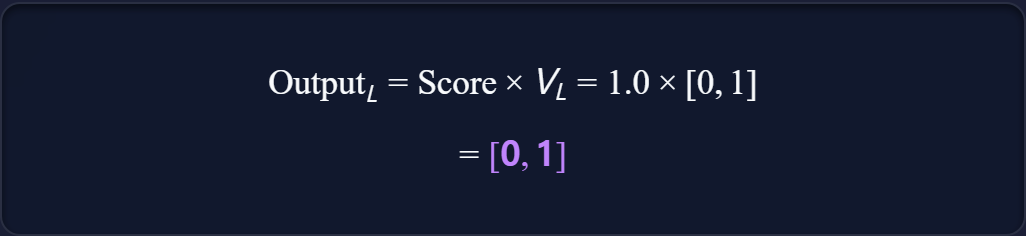 Output_L = Score × V_L = 1.0 × [0, 1]
= [0, 1]